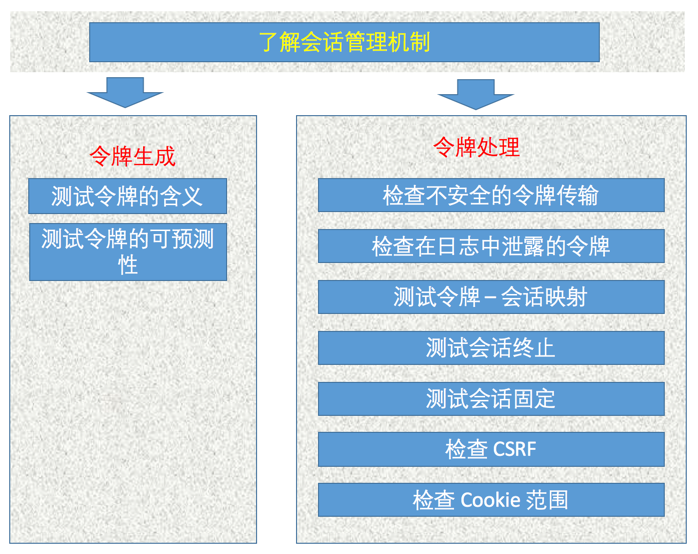 了解会话管理机制
令牌生成
测试令牌的含义
测试令牌的可预测
性
令牌处理
检查不安全的令牌传输
检查在日志中泄露的令牌
测试令牌 – 会话映射
测试会话终止
测试会话固定
检查 CSRF
检查 Cookie 范围